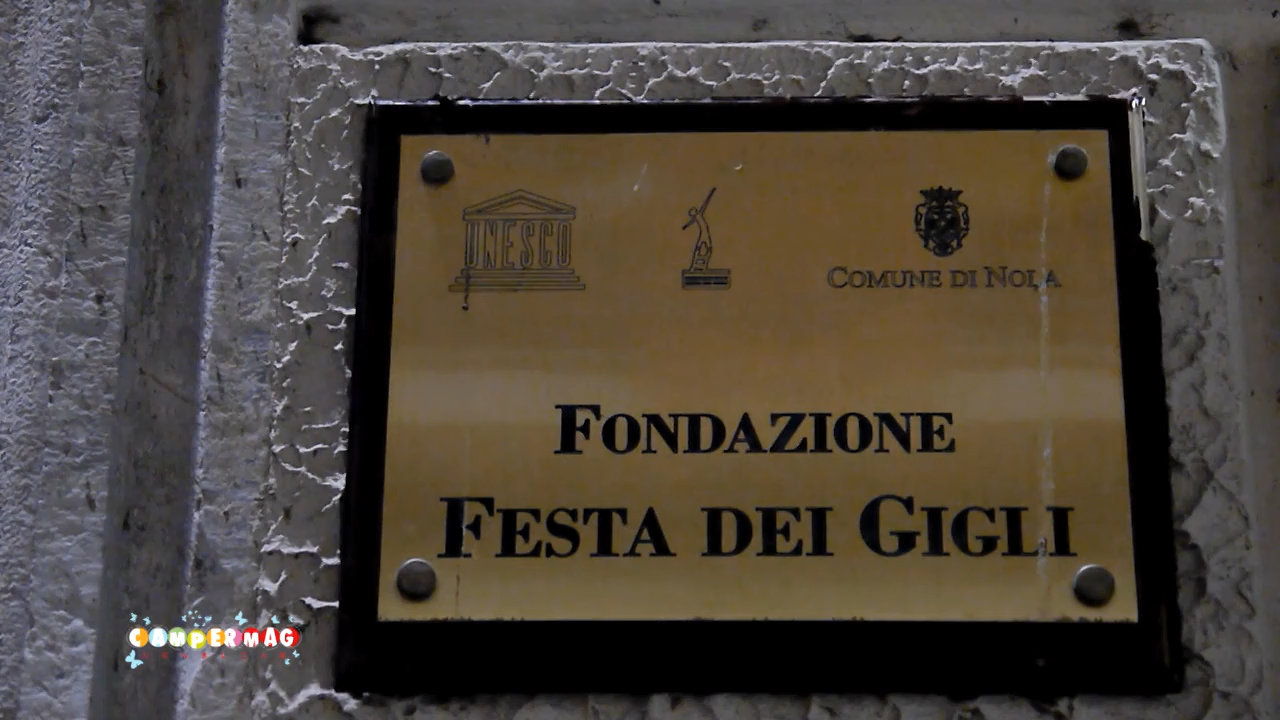 UNESCO
COMUNE DI NOLA
FONDAZIONE
FESTA DEI GIGLI
CAMPERMAG